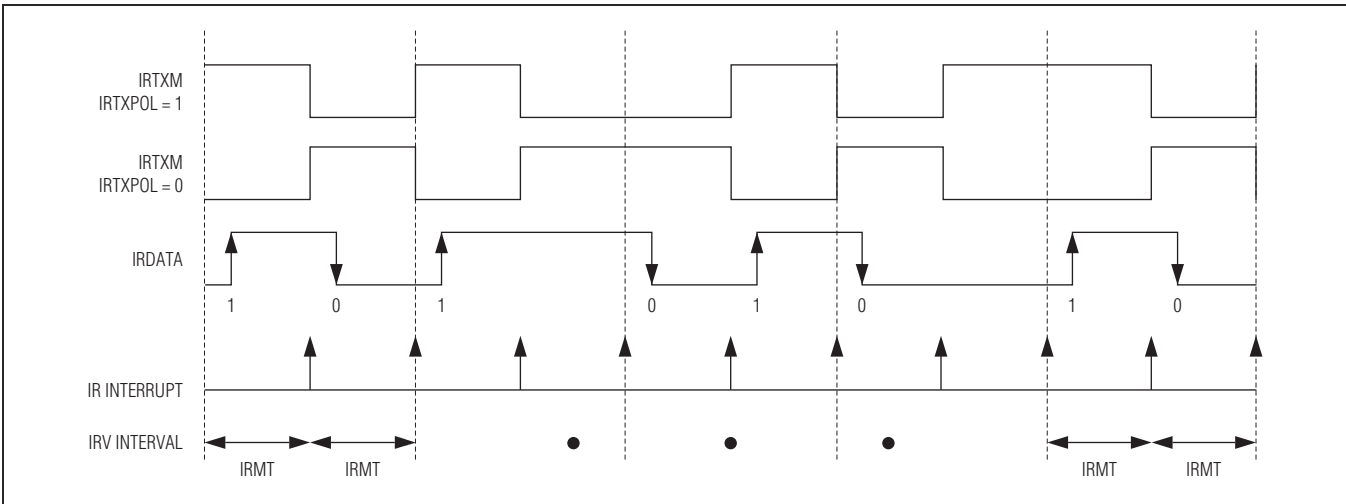 IRTXM
IRTXPOL = 1
IRTXM
IRTXPOL = 0
IRDATA
1 0 1 0 1 0 1 0
IR INTERRUPT
IRV INTERVAL
IRMT IRMT IRMT IRMT